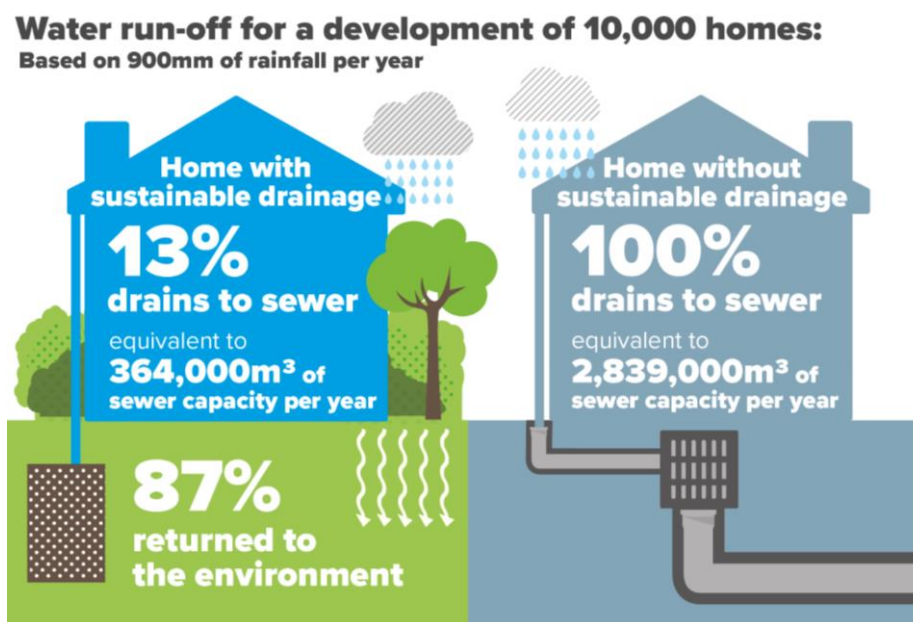 Water run-off for a development of 10,000 homes:
Based on 900mm of rainfall per year
Home with
sustainable drainage
13%
drains to sewer
equivalent to
364,000m³ of
sewer capacity per year
87%
returned to
the environment
Home without
sustainable drainage
100%
drains to sewer
equivalent to
2,839,000m³ of
sewer capacity per year